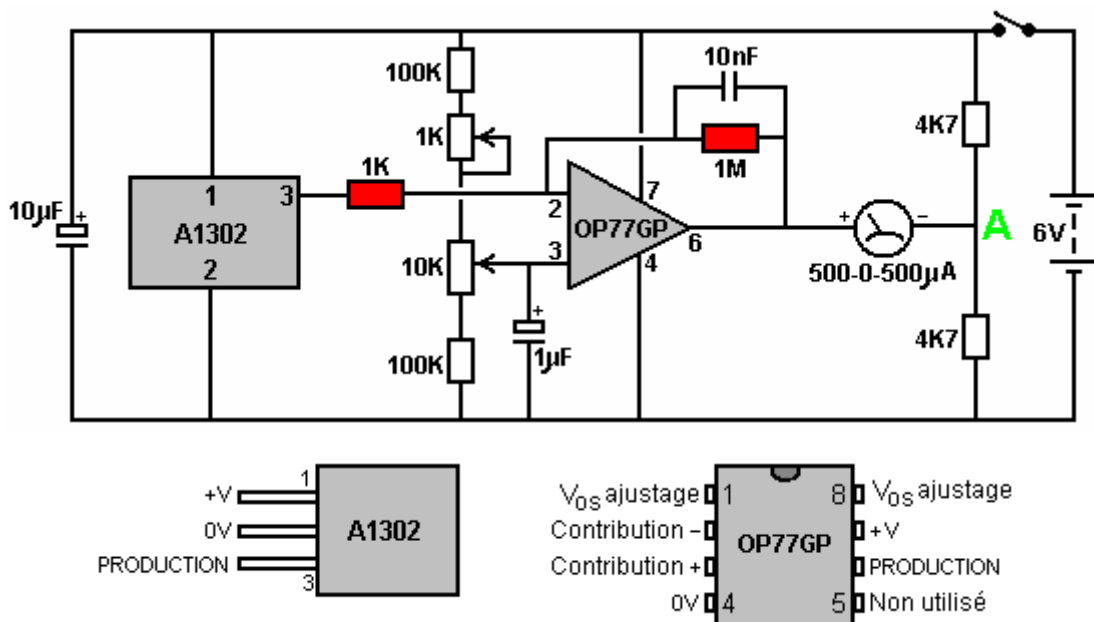 10nF
100K
1K
4K7
1K
1M
1
3
7
10µF
+
2
+
−
A1302
OP77GP
A
6V
6
2
3
4
10K
500-0-500µA
+
4K7
100K
1µF
1
+V
0V
A1302
PRODUCTION
3
V0S ajustage
1
8
V0S ajustage
Contribution −
+V
OP77GP
Contribution +
PRODUCTION
0V
4
5
Non utilisé